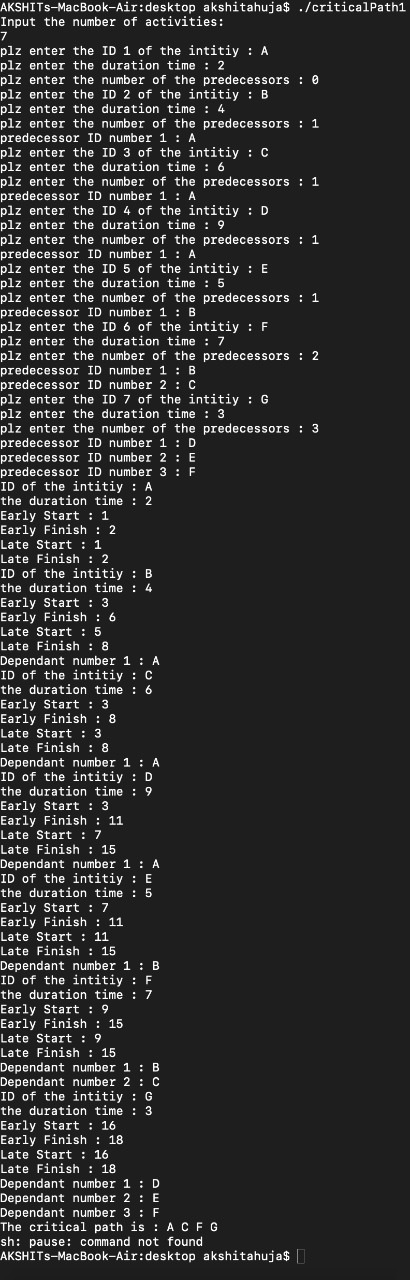 AKSHITs-MacBook-Air:desktop akshitahuja$ ./criticalPath1
Input the number of activities:
7
plz enter the ID 1 of the intitiy : A
plz enter the duration time : 2
plz enter the number of the predecessors : 0
plz enter the ID 2 of the intitiy : B
plz enter the duration time : 4
plz enter the number of the predecessors : 1
predecessor ID number 1 : A
plz enter the ID 3 of the intitiy : C
plz enter the duration time : 6
plz enter the number of the predecessors : 1
predecessor ID number 1 : A
plz enter the ID 4 of the intitiy : D
plz enter the duration time : 9
plz enter the number of the predecessors : 1
predecessor ID number 1 : A
plz enter the ID 5 of the intitiy : E
plz enter the duration time : 5
plz enter the number of the predecessors : 1
predecessor ID number 1 : B
plz enter the ID 6 of the intitiy : F
plz enter the duration time : 7
plz enter the number of the predecessors : 2
predecessor ID number 1 : B
predecessor ID number 2 : C
plz enter the ID 7 of the intitiy : G
plz enter the duration time : 3
plz enter the number of the predecessors : 3
predecessor ID number 1 : D
predecessor ID number 2 : E
predecessor ID number 3 : F
ID of the intitiy : A
the duration time : 2
Early Start : 1
Early Finish : 2
Late Start : 1
Late Finish : 2
ID of the intitiy : B
the duration time : 4
Early Start : 3
Early Finish : 6
Late Start : 5
Late Finish : 8
Dependant number 1 : A
ID of the intitiy : C
the duration time : 6
Early Start : 3
Early Finish : 8
Late Start : 3
Late Finish : 8
Dependant number 1 : A
ID of the intitiy : D
the duration time : 9
Early Start : 3
Early Finish : 11
Late Start : 7
Late Finish : 15
Dependant number 1 : A
ID of the intitiy : E
the duration time : 5
Early Start : 7
Early Finish : 11
Late Start : 11
Late Finish : 15
Dependant number 1 : B
ID of the intitiy : F
the duration time : 7
Early Start : 9
Early Finish : 15
Late Start : 9
Late Finish : 15
Dependant number 1 : B
Dependant number 2 : C
ID of the intitiy : G
the duration time : 3
Early Start : 16
Early Finish : 18
Late Start : 16
Late Finish : 18
Dependant number 1 : D
Dependant number 2 : E
Dependant number 3 : F
The critical path is : A C F G
sh: pause: command not found
AKSHITs-MacBook-Air:desktop akshitahuja$